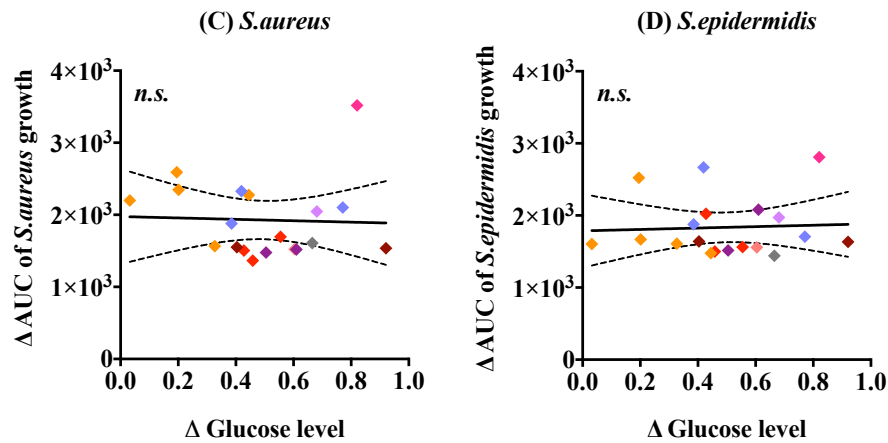 (C) S.aureus
Δ AUC of S.aureus growth
4×10³
3×10³
2×10³
1×10³
0
n.s.
0.0 0.2 0.4 0.6 0.8 1.0
Δ Glucose level
(D) S.epidermidis
Δ AUC of S.epidermidis growth
4×10³
3×10³
2×10³
1×10³
0
n.s.
0.0 0.2 0.4 0.6 0.8 1.0
Δ Glucose level